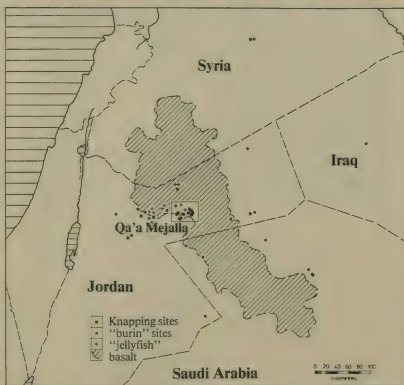 Syria
Iraq
Qa'a Mejalla
Jordan
Knapping sites
"burin" sites
"jellyfish"
basalt
Saudi Arabia
0 20 40 60 80 100
kilometres